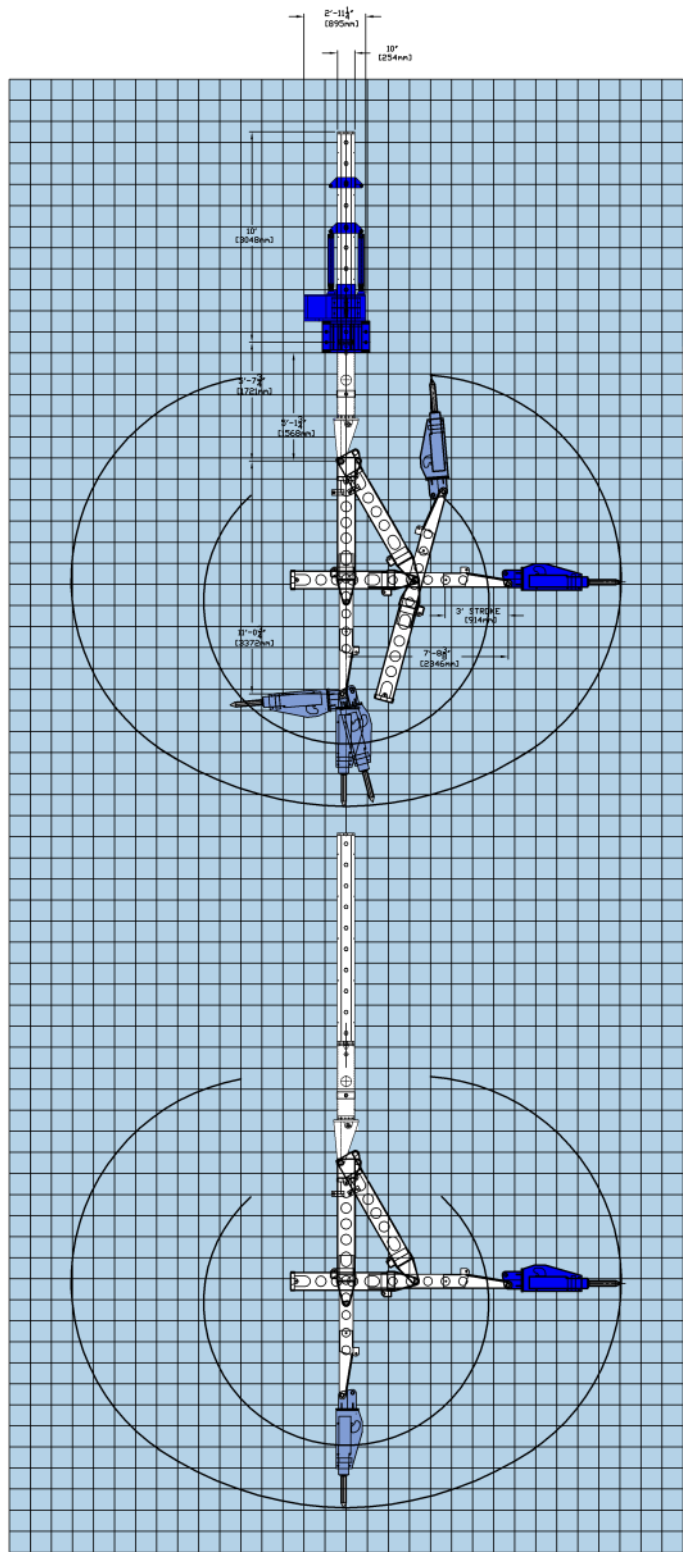 2'-11¼"
[895mm]
10"
[254mm]
10'
[3048mm]
5'-7¾"
[1721mm]
5'-1¾"
[1568mm]
3' STROKE
[914mm]
11'-0¾"
[3372mm]
7'-8⅜"
[2346mm]